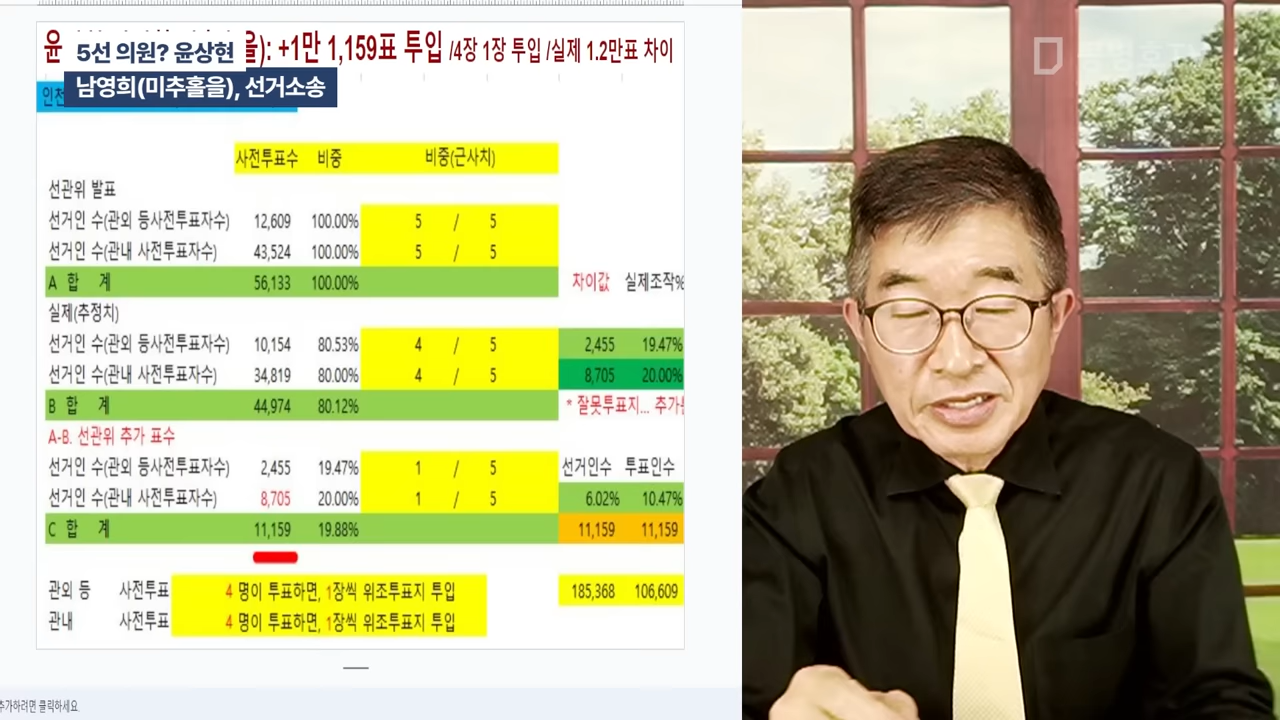 윤 을): +1만 1,159표 투입 /4장 1장 투입 /실제 1.2만표 차이
5선 의원? 윤상현
남영희(미추홀을), 선거소송
인천
사전투표수 비중 비중(근사치)
선관위 발표
선거인 수(관외 등사전투표자수) 12,609 100.00% 5 / 5
선거인 수(관내 사전투표자수) 43,524 100.00% 5 / 5
A 합 계 56,133 100.00% 차이값 실제조작%
실제(추정치)
선거인 수(관외 등사전투표자수) 10,154 80.53% 4 / 5 2,455 19.47%
선거인 수(관내 사전투표자수) 34,819 80.00% 4 / 5 8,705 20.00%
B 합 계 44,974 80.12% * 잘못투표지... 추가
A-B. 선관위 추가 표수
선거인 수(관외 등사전투표자수) 2,455 19.47% 1 / 5 선거인수 투표인수
선거인 수(관내 사전투표자수) 8,705 20.00% 1 / 5 6.02% 10.47%
C 합 계 11,159 19.88% 11,159 11,159
관외 등 사전투표 4 명이 투표하면, 1장씩 위조투표지 투입 185,368 106,609
관내 사전투표 4 명이 투표하면, 1장씩 위조투표지 투입
추가하려면 클릭하세요